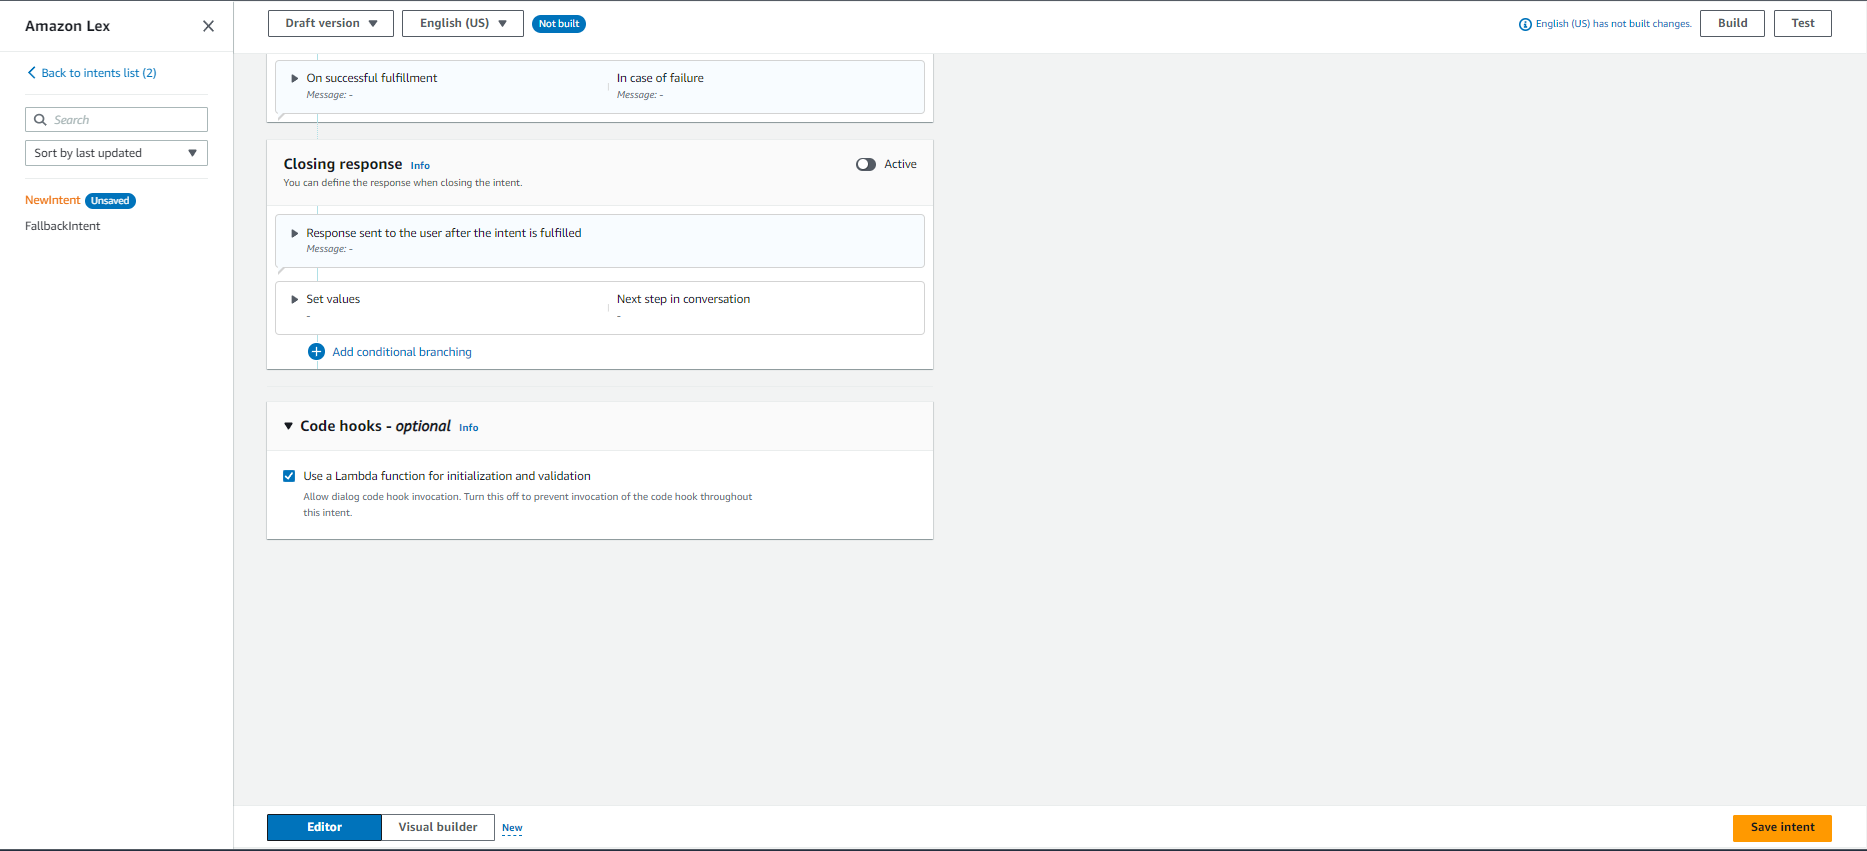 Amazon Lex
Back to intents list (2)
Search
Sort by last updated
NewIntent Unsaved
FallbackIntent
Draft version English (US) Not built English (US) has not built changes. Build Test
On successful fulfillment In case of failure
Message: - Message: -
Closing response Info Active
You can define the response when closing the intent.
Response sent to the user after the intent is fulfilled
Message: -
Set values Next step in conversation
- -
Add conditional branching
Code hooks - optional Info
Use a Lambda function for initialization and validation
Allow dialog code hook invocation. Turn this off to prevent invocation of the code hook throughout
this intent.
Editor Visual builder New Save intent